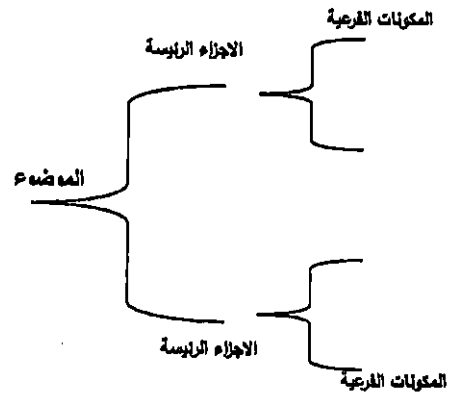 المكونات الفرعية
الاجزاء الرئيسة
الموضوع
الاجزاء الرئيسة
المكونات الفرعية